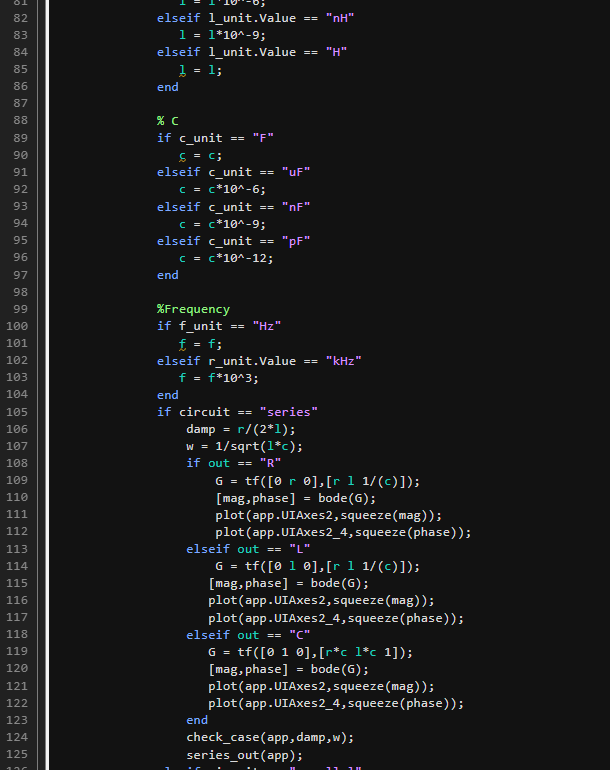 81 l = l*10^-6;
82 elseif l_unit.Value == "nH"
83 l = l*10^-9;
84 elseif l_unit.Value == "H"
85 l = l;
86 end
87
88 % C
89 if c_unit == "F"
90 c = c;
91 elseif c_unit == "uF"
92 c = c*10^-6;
93 elseif c_unit == "nF"
94 c = c*10^-9;
95 elseif c_unit == "pF"
96 c = c*10^-12;
97 end
98
99 %Frequency
100 if f_unit == "Hz"
101 f = f;
102 elseif r_unit.Value == "kHz"
103 f = f*10^3;
104 end
105 if circuit == "series"
106 damp = r/(2*l);
107 w = 1/sqrt(l*c);
108 if out == "R"
109 G = tf([0 r 0],[r l 1/(c)]);
110 [mag,phase] = bode(G);
111 plot(app.UIAxes2,squeeze(mag));
112 plot(app.UIAxes2_4,squeeze(phase));
113 elseif out == "L"
114 G = tf([0 l 0],[r l 1/(c)]);
115 [mag,phase] = bode(G);
116 plot(app.UIAxes2,squeeze(mag));
117 plot(app.UIAxes2_4,squeeze(phase));
118 elseif out == "C"
119 G = tf([0 1 0],[r*c l*c 1]);
120 [mag,phase] = bode(G);
121 plot(app.UIAxes2,squeeze(mag));
122 plot(app.UIAxes2_4,squeeze(phase));
123 end
124 check_case(app,damp,w);
125 series_out(app);